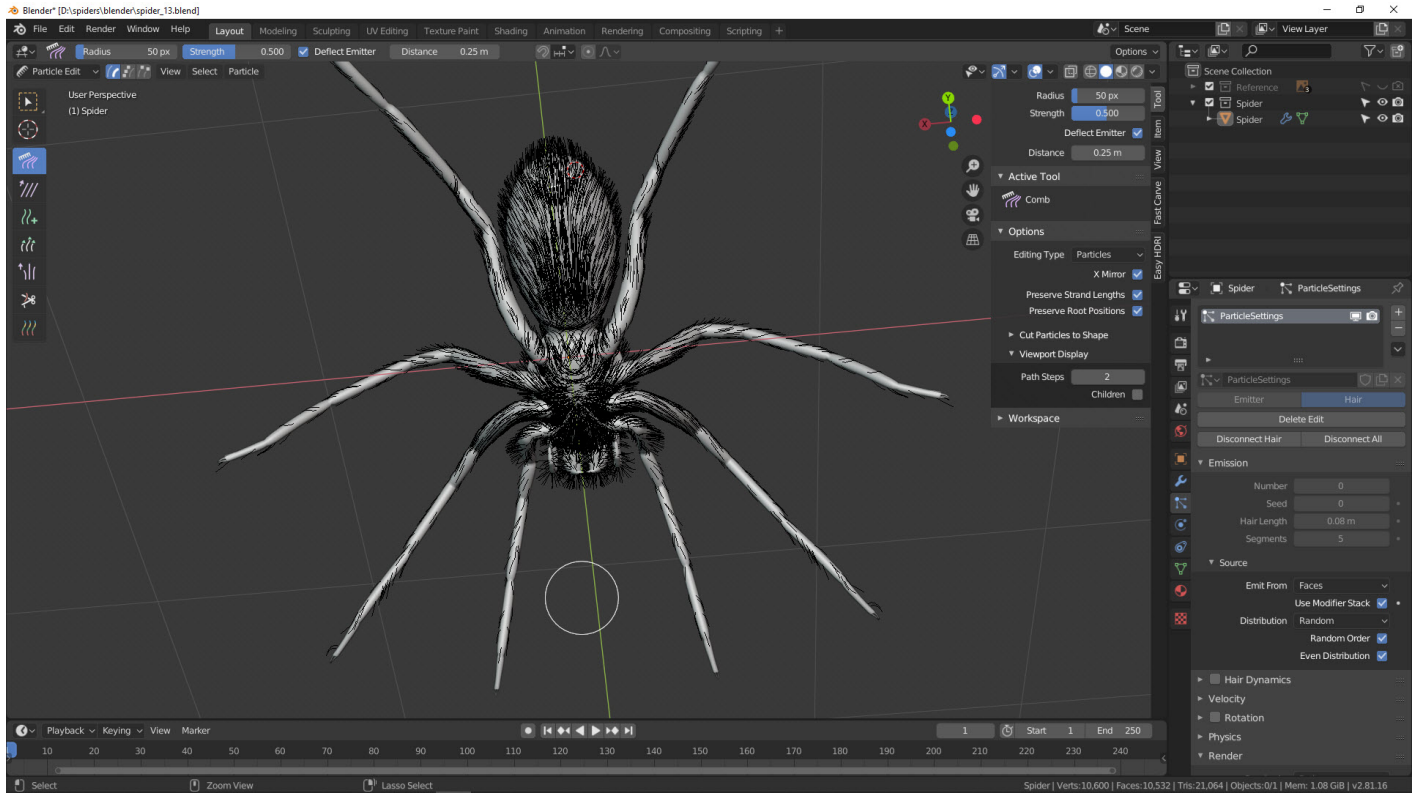 Blender* [D:\spiders\blender\spider_13.blend]
File Edit Render Window Help Layout Modeling Sculpting UV Editing Texture Paint Shading Animation Rendering Compositing Scripting + Scene View Layer
Radius 50 px Strength 0.500 Deflect Emitter Distance 0.25 m Options
Particle Edit View Select Particle
User Perspective
(1) Spider
X
Y
Radius 50 px
Strength 0.500
Deflect Emitter
Distance 0.25 m
Active Tool
Comb
Options
Editing Type Particles
X Mirror
Preserve Strand Lengths
Preserve Root Positions
Cut Particles to Shape
Viewport Display
Path Steps 2
Children
Workspace
Tool
Item
View
Fast Carve
Easy HDRI
Scene Collection
Reference 3
Spider
Spider
Spider ParticleSettings
ParticleSettings
ParticleSettings
Emitter Hair
Delete Edit
Disconnect Hair Disconnect All
Emission
Number 0
Seed 0
Hair Length 0.08 m
Segments 5
Source
Emit From Faces
Use Modifier Stack
Distribution Random
Random Order
Even Distribution
Hair Dynamics
Velocity
Rotation
Physics
Render
Playback Keying View Marker 1 Start 1 End 250
10 20 30 40 50 60 70 80 90 100 110 120 130 140 150 160 170 180 190 200 210 220 230 240
Select Zoom View Lasso Select Spider | Verts:10,600 | Faces:10,532 | Tris:21,064 | Objects:0/1 | Mem: 1.08 GiB | v2.81.16